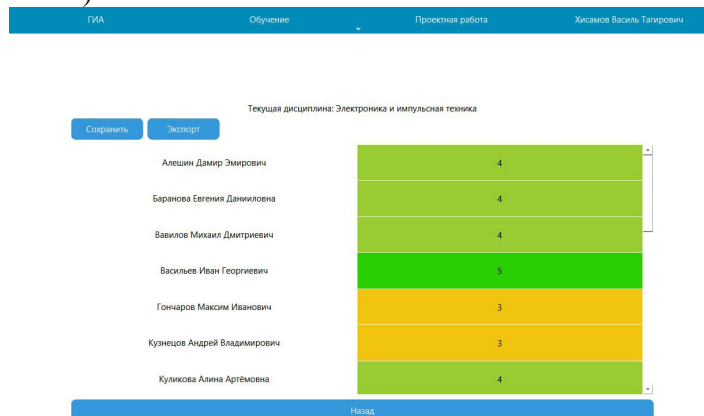 )
ГИА Обучение Проектная работа Хисамов Василь Тагирович
Текущая дисциплина: Электроника и импульсная техника
Сохранить Экспорт
Алешин Дамир Эмирович 4
Баранова Евгения Данииловна 4
Вавилов Михаил Дмитриевич 4
Васильев Иван Георгиевич 5
Гончаров Максим Иванович 3
Кузнецов Андрей Владимирович 3
Куликова Алина Артёмовна 4
Назад